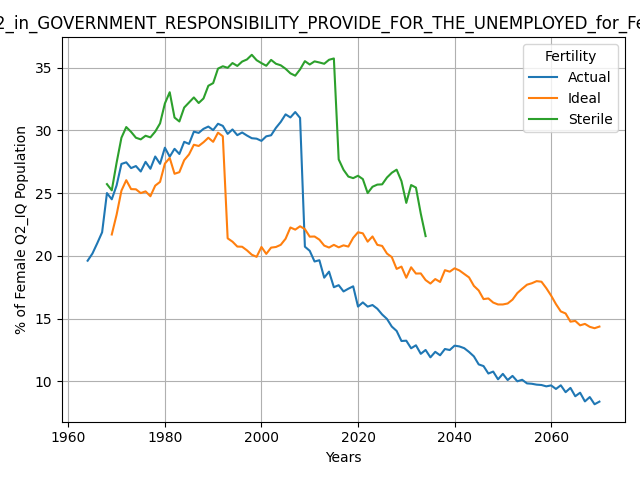 2_in_GOVERNMENT_RESPONSIBILITY_PROVIDE_FOR_THE_UNEMPLOYED_for_Fe
Fertility
Actual
Ideal
Sterile
% of Female Q2_IQ Population
35
30
25
20
15
10
1960
1980
2000
2020
2040
2060
Years